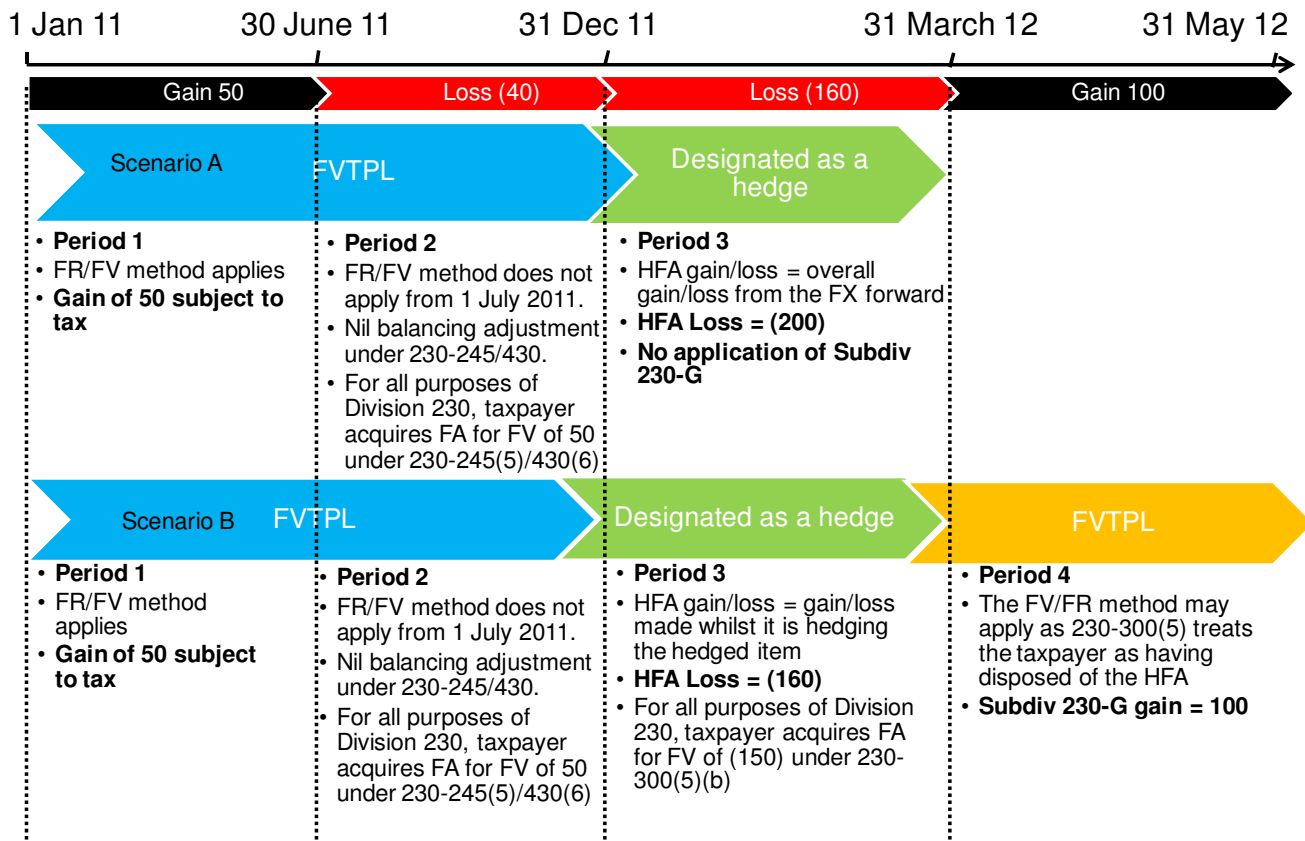 1 Jan 11
30 June 11
31 Dec 11
31 March 12
31 May 12
Gain 50
Loss (40)
Loss (160)
Gain 100
Scenario A
FVTPL
Designated as a
hedge
• Period 1
• FR/FV method applies
• Gain of 50 subject to
tax
• Period 2
• FR/FV method does not
apply from 1 July 2011.
• Nil balancing adjustment
under 230-245/430.
• For all purposes of
Division 230, taxpayer
acquires FA for FV of 50
under 230-245(5)/430(6)
• Period 3
• HFA gain/loss = overall
gain/loss from the FX forward
• HFA Loss = (200)
• No application of Subdiv
230-G
Scenario B
FVTPL
Designated as a hedge
FVTPL
• Period 1
• FR/FV method
applies
• Gain of 50 subject
to tax
• Period 2
• FR/FV method does not
apply from 1 July 2011.
• Nil balancing adjustment
under 230-245/430.
• For all purposes of
Division 230, taxpayer
acquires FA for FV of 50
under 230-245(5)/430(6)
• Period 3
• HFA gain/loss = gain/loss
made whilst it is hedging
the hedged item
• HFA Loss = (160)
• For all purposes of Division
230, taxpayer acquires FA
for FV of (150) under 230-
300(5)(b)
• Period 4
• The FV/FR method may
apply as 230-300(5) treats
the taxpayer as having
disposed of the HFA
• Subdiv 230-G gain = 100